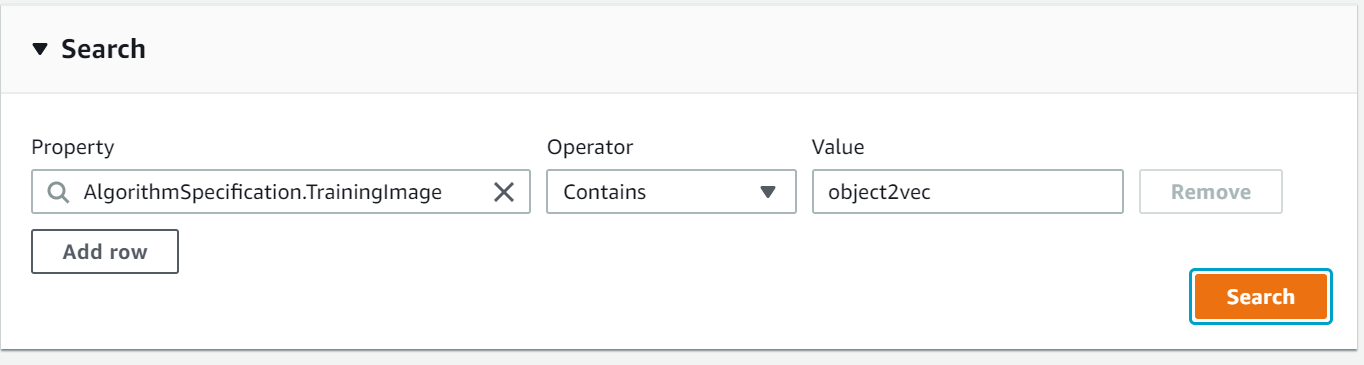 Search
Property Operator Value
AlgorithmSpecification.TrainingImage Contains object2vec Remove
Add row
Search